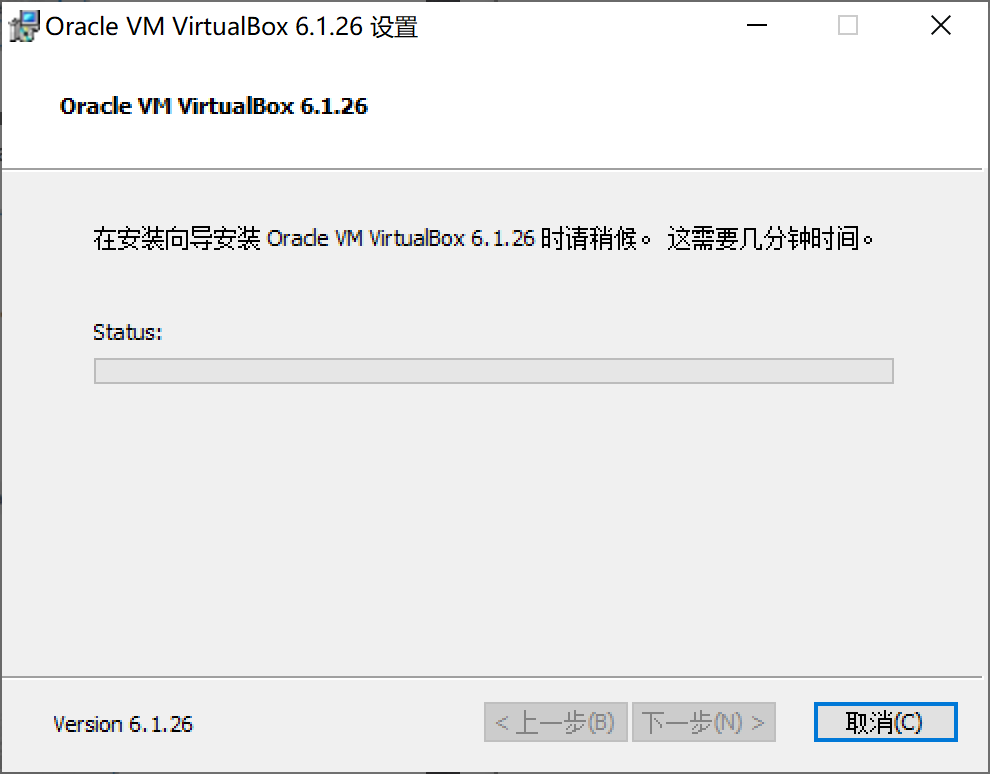 Oracle VM VirtualBox 6.1.26 设置
Oracle VM VirtualBox 6.1.26
在安装向导安装 Oracle VM VirtualBox 6.1.26 时请稍候。 这需要几分钟时间。
Status:
Version 6.1.26
< 上一步(B)
下一步(N) >
取消(C)